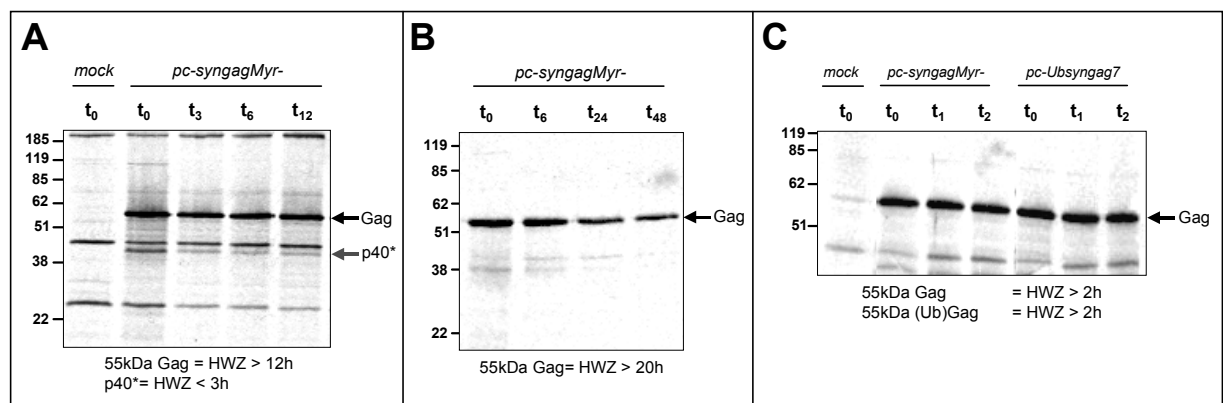 A
mock pc-syngagMyr-
t0 t0 t3 t6 t12
185
119
85
62
51
38
22
Gag
p40*
55kDa Gag = HWZ > 12h
p40*= HWZ < 3h
B
pc-syngagMyr-
t0 t6 t24 t48
119
85
62
51
38
22
Gag
55kDa Gag= HWZ > 20h
C
mock pc-syngagMyr- pc-Ubsyngag7
t0 t0 t1 t2 t0 t1 t2
119
85
62
51
Gag
55kDa Gag = HWZ > 2h
55kDa (Ub)Gag = HWZ > 2h